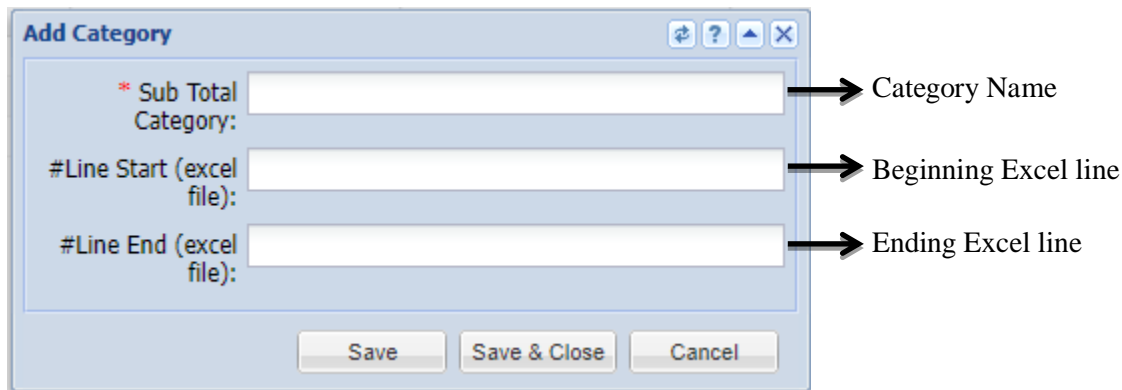 Add Category
* Sub Total
Category:
Category Name
#Line Start (excel
file):
Beginning Excel line
#Line End (excel
file):
Ending Excel line
Save
Save & Close
Cancel